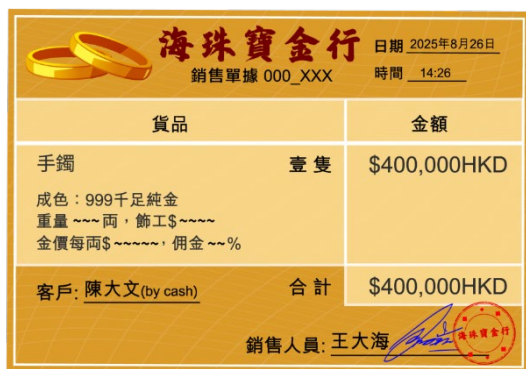 海珠寶金行
銷售單據 000_XXX
日期 2025年8月26日
時間 14:26
貨品 金額
手鐲 壹隻 $400,000HKD
成色：999千足純金
重量 ~~~両，飾工$~~~~
金價每両$~~~~~，佣金~~%
客戶: 陳大文(by cash) 合計 $400,000HKD
銷售人員: 王大海
海珠寶金行